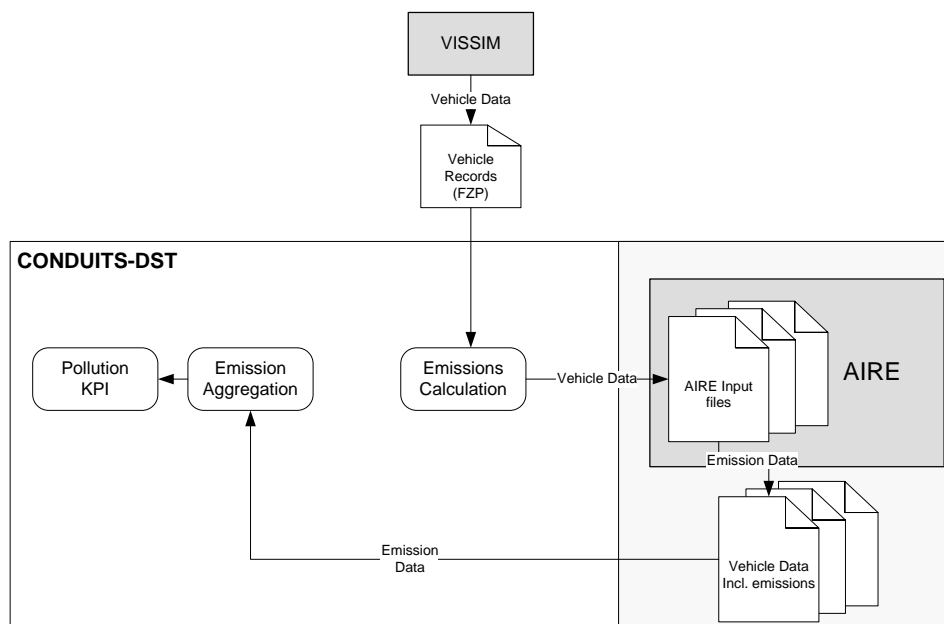 VISSIM
Vehicle Data
Vehicle
Records
(FZP)
CONDUITS-DST
Pollution
KPI
Emission
Aggregation
Emissions
Calculation
Vehicle Data
AIRE Input
files
AIRE
Emission Data
Emission
Data
Vehicle Data
Incl. emissions